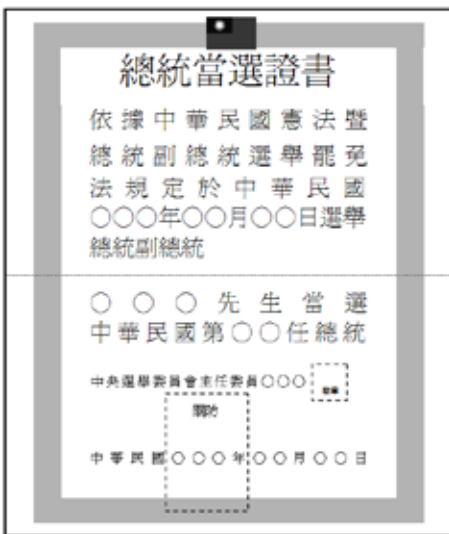 總統當選證書
依據中華民國憲法暨
總統副總統選舉罷免
法規定於中華民國
○○○年○○月○○日選舉
總統副總統
○○○先生當選
中華民國第○○任總統
中央選舉委員會主任委員○○○
關防
中華民國○○○年○○月○○日